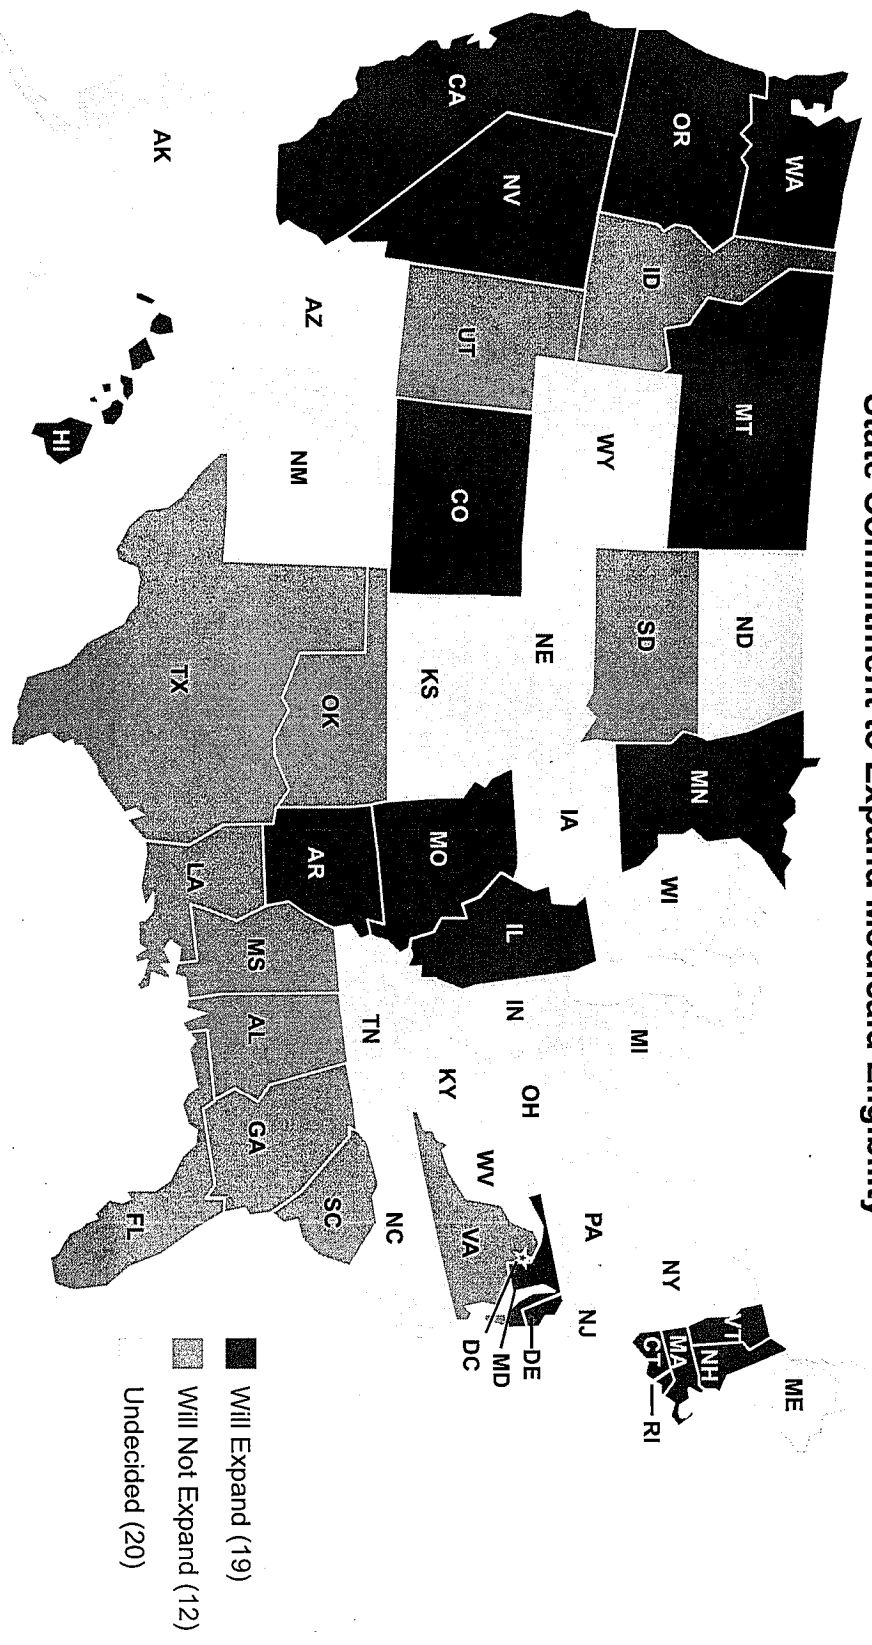 State Commitment to Expand Medicaid Eligibility
WA
MT
ND
MN
ME
VT
NH
OR
ID
SD
WI
MI
NY
MA
CT
RI
WY
IA
PA
NJ
NE
IL
IN
OH
NV
UT
CO
KS
MO
KY
WV
VA
DE
MD
DC
CA
OK
AR
TN
NC
SC
AZ
NM
TX
LA
MS
AL
GA
FL
AK
HI
Will Expand (19)
Will Not Expand (12)
Undecided (20)